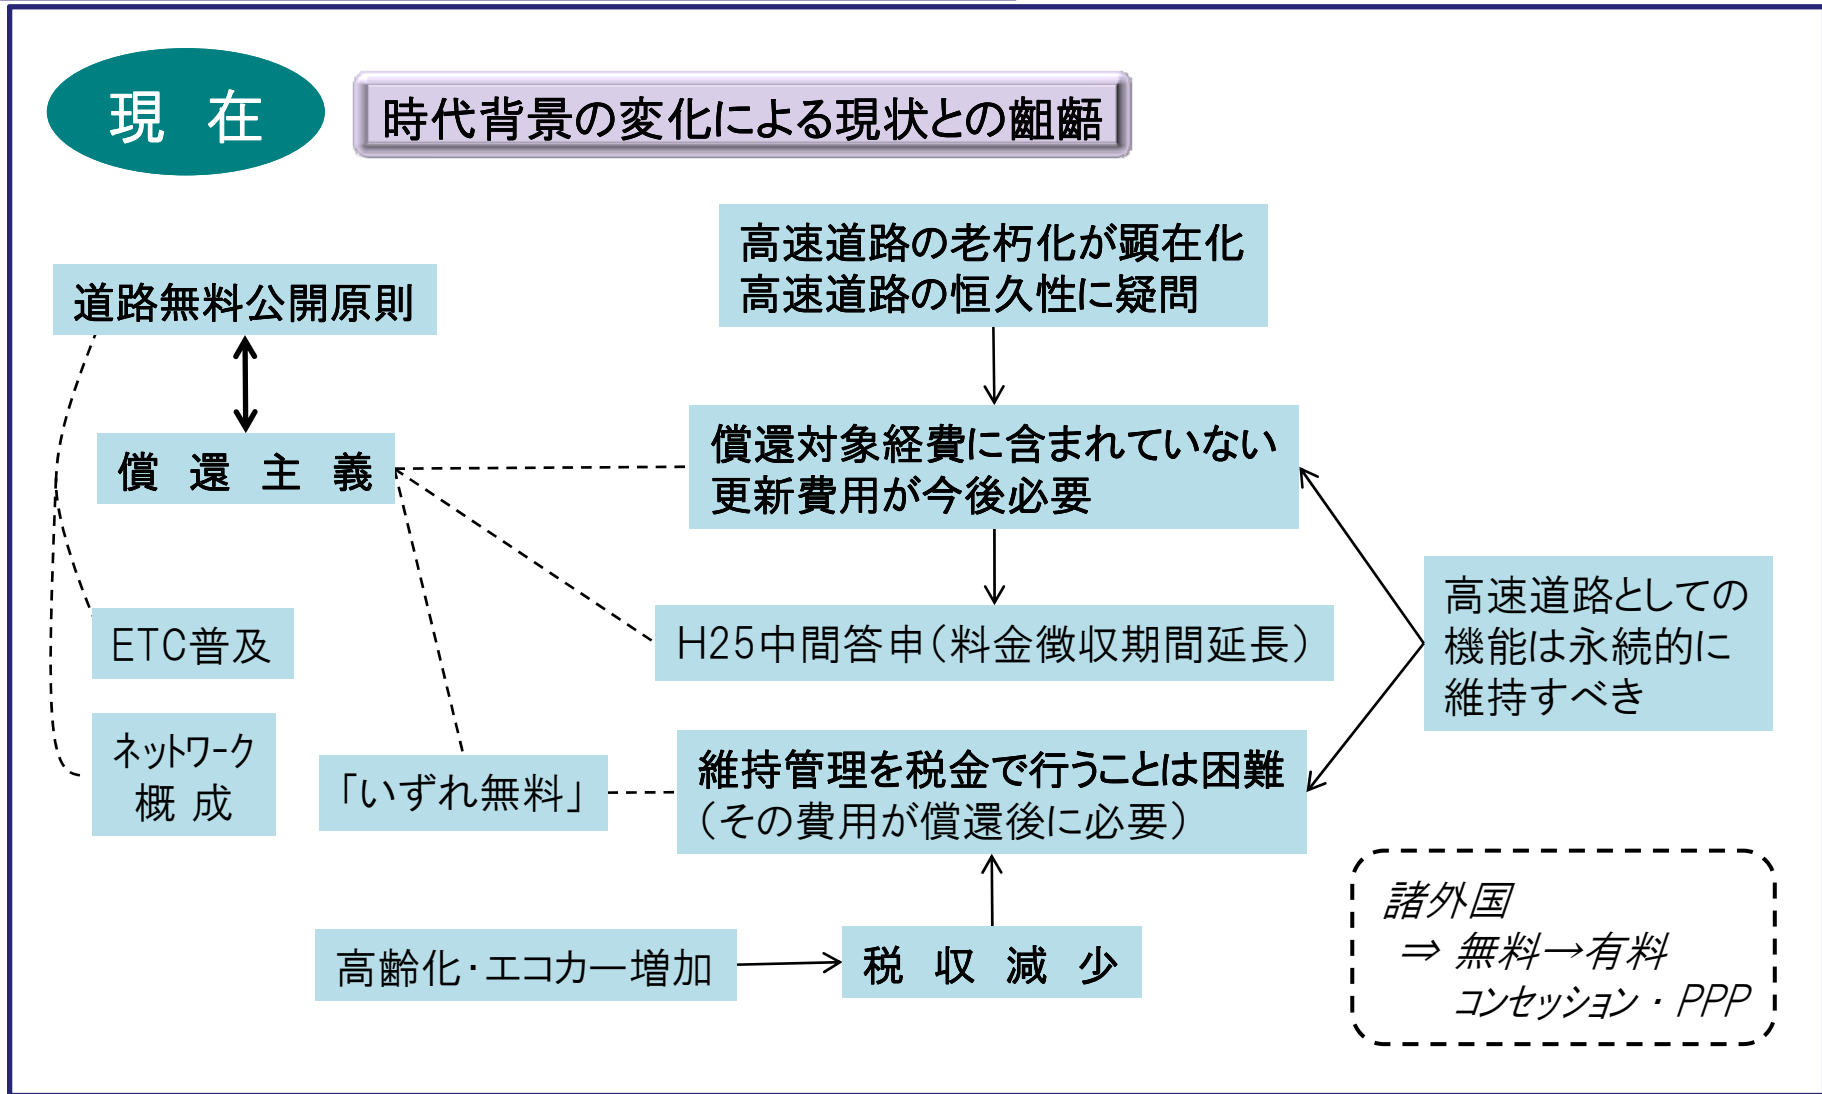 現　在
時代背景の変化による現状との齟齬
高速道路の老朽化が顕在化
高速道路の恒久性に疑問
道路無料公開原則
償　還　主　義
償還対象経費に含まれていない
更新費用が今後必要
高速道路としての
機能は永続的に
維持すべき
ETC普及
H25中間答申（料金徴収期間延長）
ネットワーク
概 成
「いずれ無料」
維持管理を税金で行うことは困難
（その費用が償還後に必要）
高齢化・エコカー増加
税　収　減　少
諸外国
⇒ 無料→有料
コンセッション・PPP